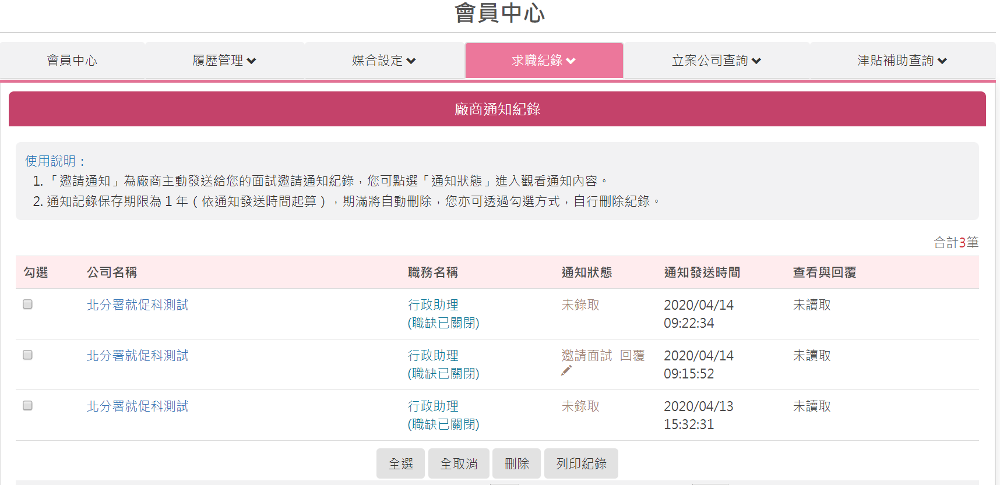 會員中心
會員中心 履歷管理 媒合設定 求職紀錄 立案公司查詢 津貼補助查詢
廠商通知紀錄
使用說明：
1. 「邀請通知」為廠商主動發送給您的面試邀請通知紀錄，您可點選「通知狀態」進入觀看通知內容。
2. 通知記錄保存期限為 1 年（依通知發送時間起算），期滿將自動刪除，您亦可透過勾選方式，自行刪除紀錄。
合計3筆
勾選 公司名稱 職務名稱 通知狀態 通知發送時間 查看與回覆
北分署就促科測試 行政助理 未錄取 2020/04/14 未讀取
(職缺已關閉) 09:22:34
北分署就促科測試 行政助理 邀請面試 回覆 2020/04/14 未讀取
(職缺已關閉) 09:15:52
北分署就促科測試 行政助理 未錄取 2020/04/13 未讀取
(職缺已關閉) 15:32:31
全選 全取消 刪除 列印紀錄